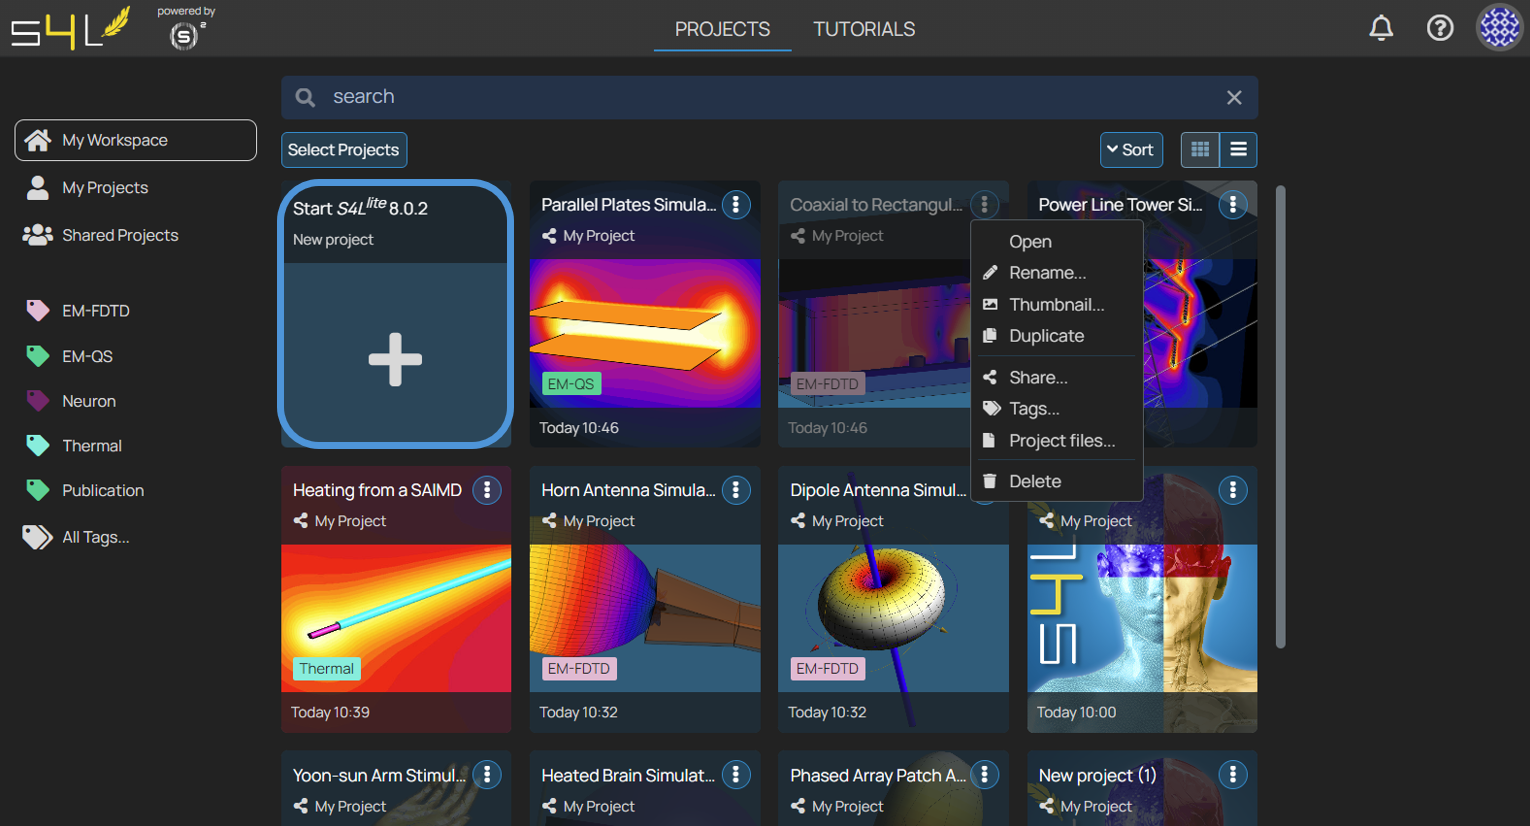 S4L
powered by
S 2
PROJECTS
TUTORIALS
search
My Workspace
My Projects
Shared Projects
EM-FDTD
EM-QS
Neuron
Thermal
Publication
All Tags...
Select Projects
Sort
Start S4L lite 8.0.2
New project
Parallel Plates Simula...
My Project
EM-QS
Today 10:46
Coaxial to Rectangul...
My Project
EM-FDTD
Today 10:46
Power Line Tower Si...
Open
Rename...
Thumbnail...
Duplicate
Share...
Tags...
Project files...
Delete
Heating from a SAIMD
My Project
Thermal
Today 10:39
Horn Antenna Simula...
My Project
EM-FDTD
Today 10:32
Dipole Antenna Simul...
My Project
EM-FDTD
Today 10:32
My Project
S4L
Today 10:00
Yoon-sun Arm Stimul...
My Project
Heated Brain Simulat...
My Project
Phased Array Patch A...
My Project
New project (1)
My Project